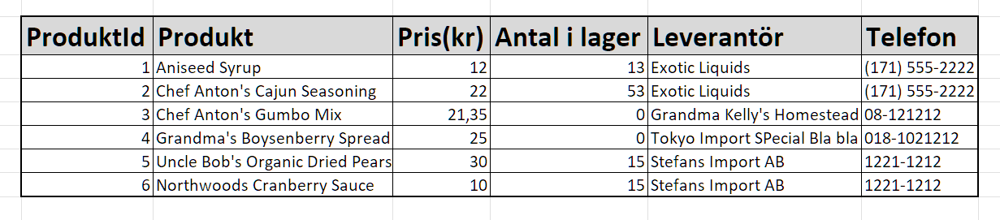 ProduktId Produkt Pris(kr) Antal i lager Leverantör Telefon
1 Aniseed Syrup 12 13 Exotic Liquids (171) 555-2222
2 Chef Anton's Cajun Seasoning 22 53 Exotic Liquids (171) 555-2222
3 Chef Anton's Gumbo Mix 21,35 0 Grandma Kelly's Homestead 08-121212
4 Grandma's Boysenberry Spread 25 0 Tokyo Import SPecial Bla bla 018-1021212
5 Uncle Bob's Organic Dried Pears 30 15 Stefans Import AB 1221-1212
6 Northwoods Cranberry Sauce 10 15 Stefans Import AB 1221-1212